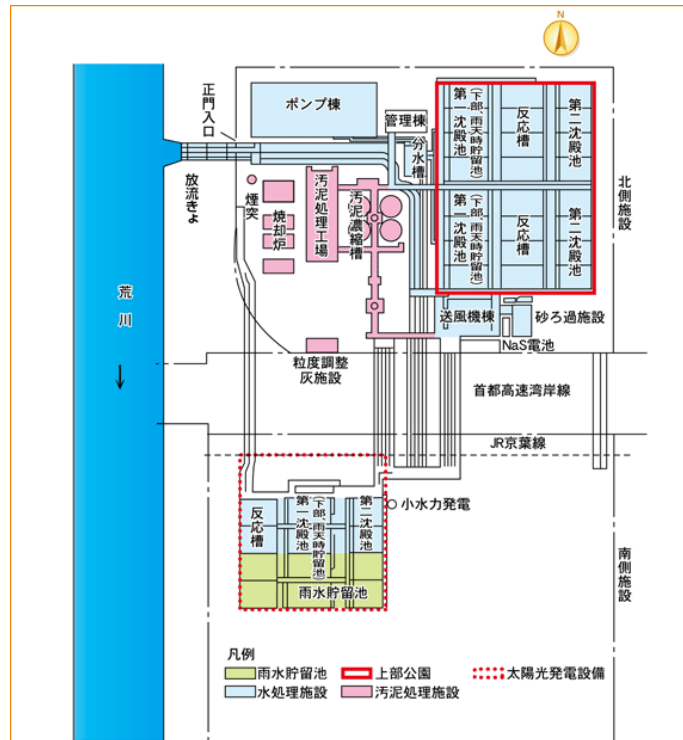 N
正門入口
ポンプ棟
管理棟
分水槽
第一沈殿池
(下部、雨天時貯留池)
反応槽
第二沈殿池
第一沈殿池
(下部、雨天時貯留池)
反応槽
第二沈殿池
北側施設
放流きょ
煙突
焼却炉
汚泥処理工場
汚泥濃縮槽
荒川
送風機棟
砂ろ過施設
NaS電池
粒度調整
灰施設
首都高速湾岸線
JR京葉線
反応槽
第一沈殿池
(下部、雨天時貯留池)
第二沈殿池
小水力発電
雨水貯留池
南側施設
凡例
雨水貯留池
上部公園
太陽光発電設備
水処理施設
汚泥処理施設